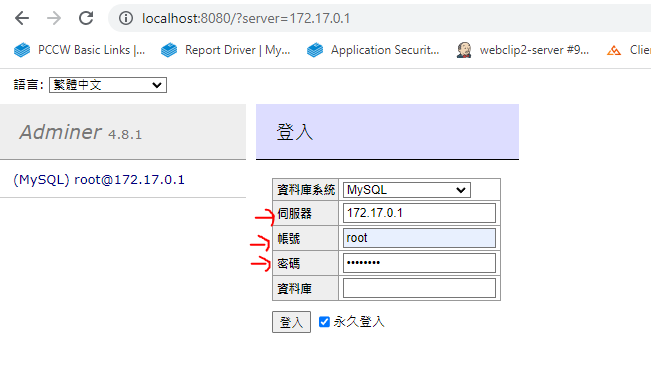 localhost:8080/?server=172.17.0.1
PCCW Basic Links |... Report Driver | My... Application Securit... webclip2-server #9... Clie
語言: 繁體中文
Adminer 4.8.1
(MySQL) root@172.17.0.1
登入
資料庫系統 MySQL
伺服器 172.17.0.1
帳號 root
密碼 ••••••••
資料庫
登入 永久登入